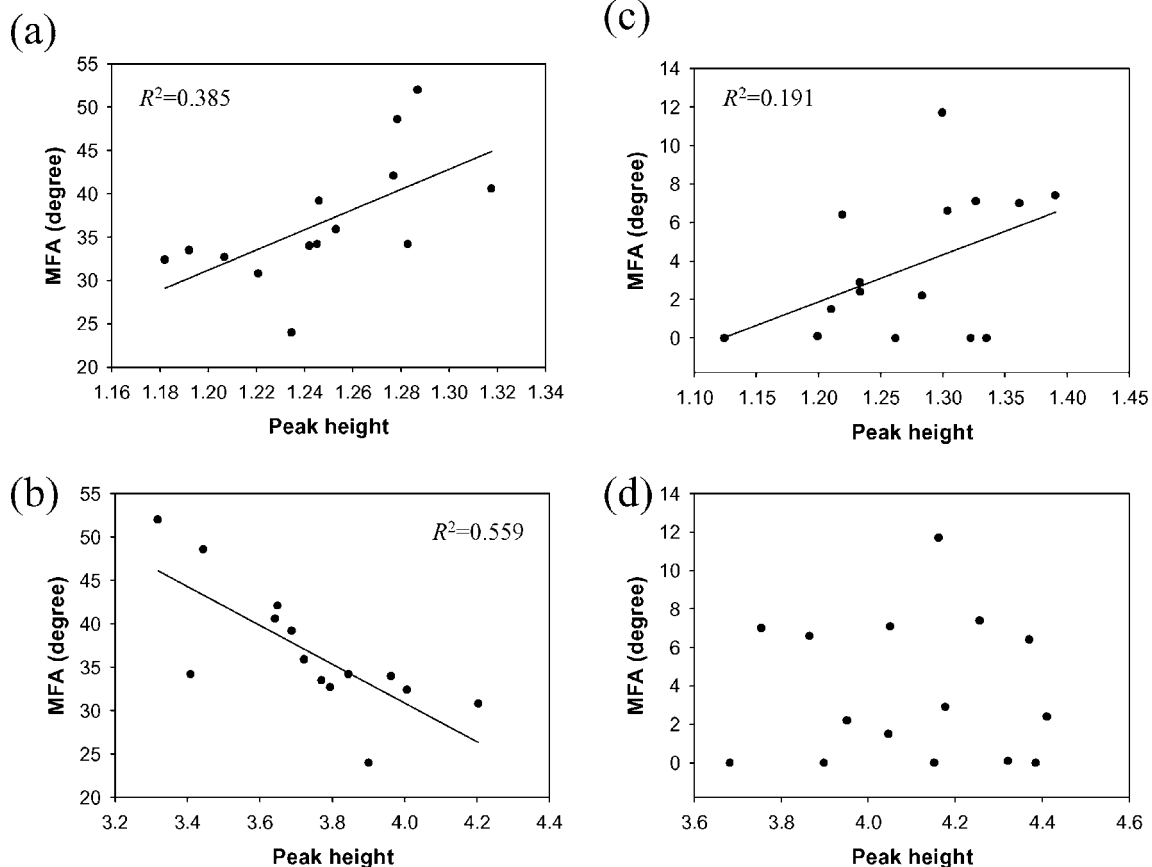 (a)
R²=0.385
MFA (degree)
55
50
45
40
35
30
25
20
1.16 1.18 1.20 1.22 1.24 1.26 1.28 1.30 1.32 1.34
Peak height
(c)
R²=0.191
MFA (degree)
14
12
10
8
6
4
2
0
1.10 1.15 1.20 1.25 1.30 1.35 1.40 1.45
Peak height
(b)
R²=0.559
MFA (degree)
55
50
45
40
35
30
25
20
3.2 3.4 3.6 3.8 4.0 4.2 4.4
Peak height
(d)
MFA (degree)
14
12
10
8
6
4
2
0
3.6 3.8 4.0 4.2 4.4 4.6
Peak height